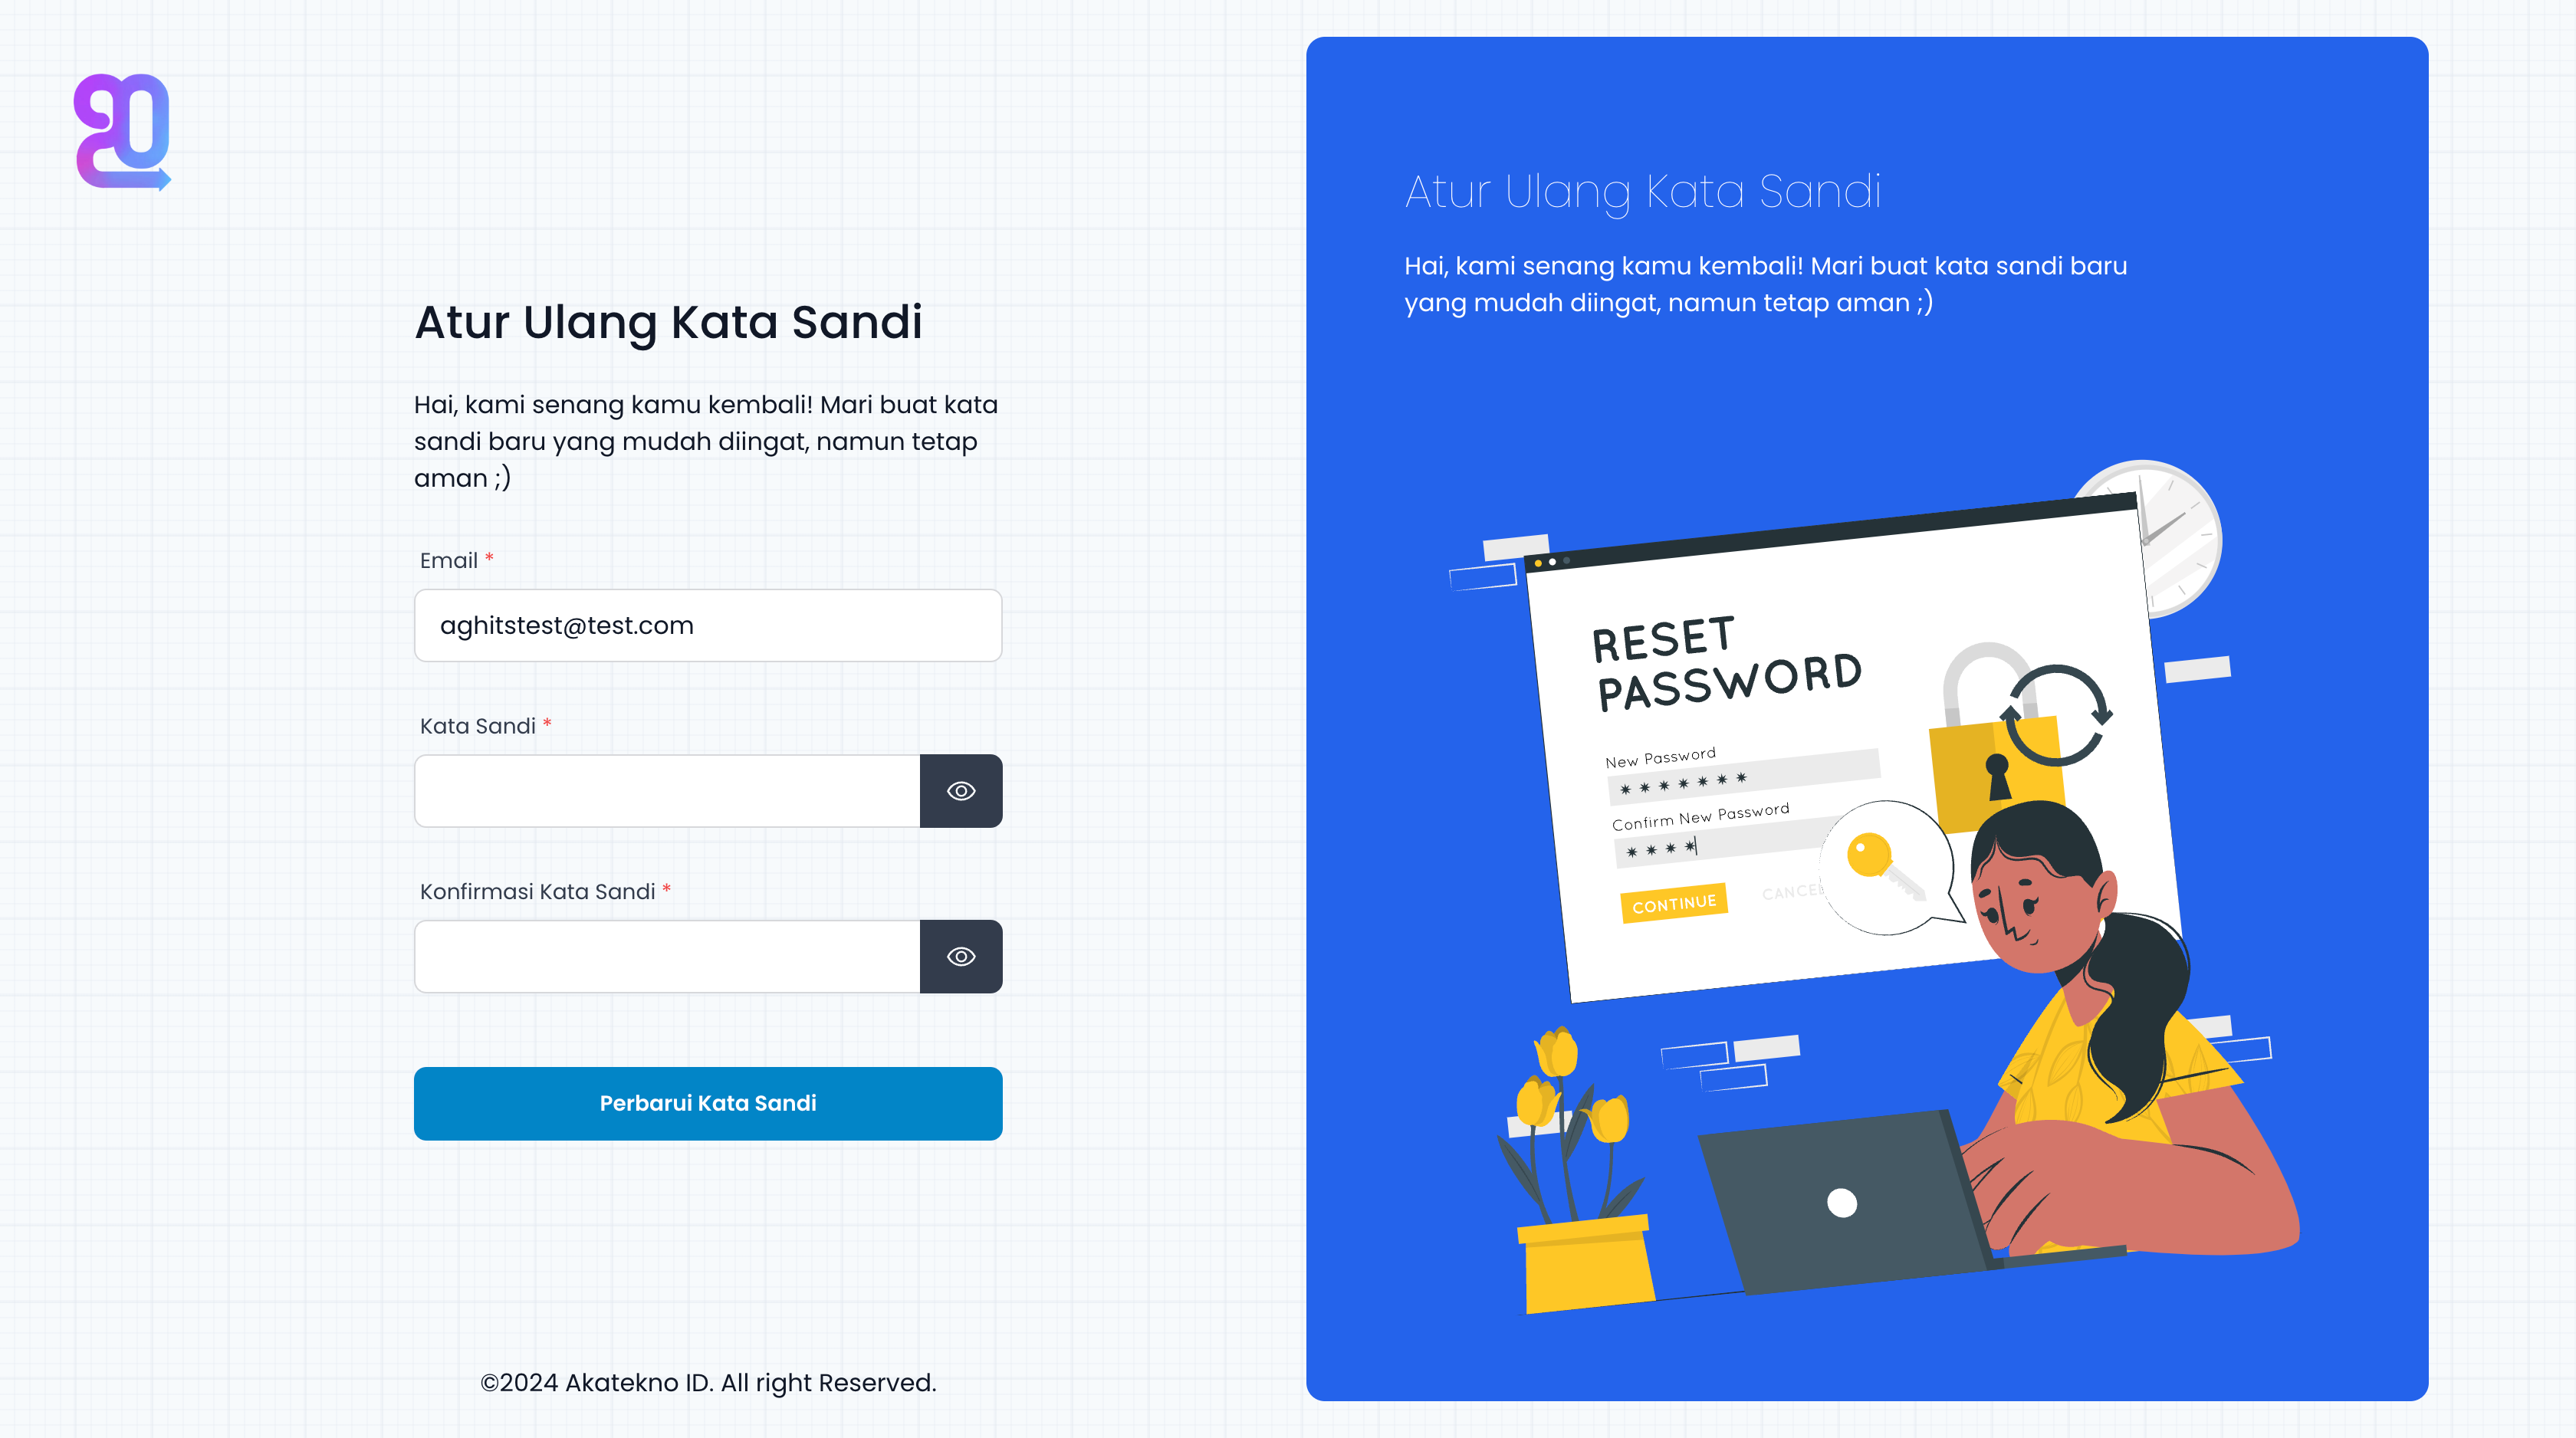 Atur Ulang Kata Sandi
Hai, kami senang kamu kembali! Mari buat kata
sandi baru yang mudah diingat, namun tetap
aman ;)
Email *
aghitstest@test.com
Kata Sandi *
Konfirmasi Kata Sandi *
Perbarui Kata Sandi
©2024 Akatekno ID. All right Reserved.
Atur Ulang Kata Sandi
Hai, kami senang kamu kembali! Mari buat kata sandi baru
yang mudah diingat, namun tetap aman ;)
RESET
PASSWORD
New Password
*******
Confirm New Password
****
CONTINUE
CANCEL